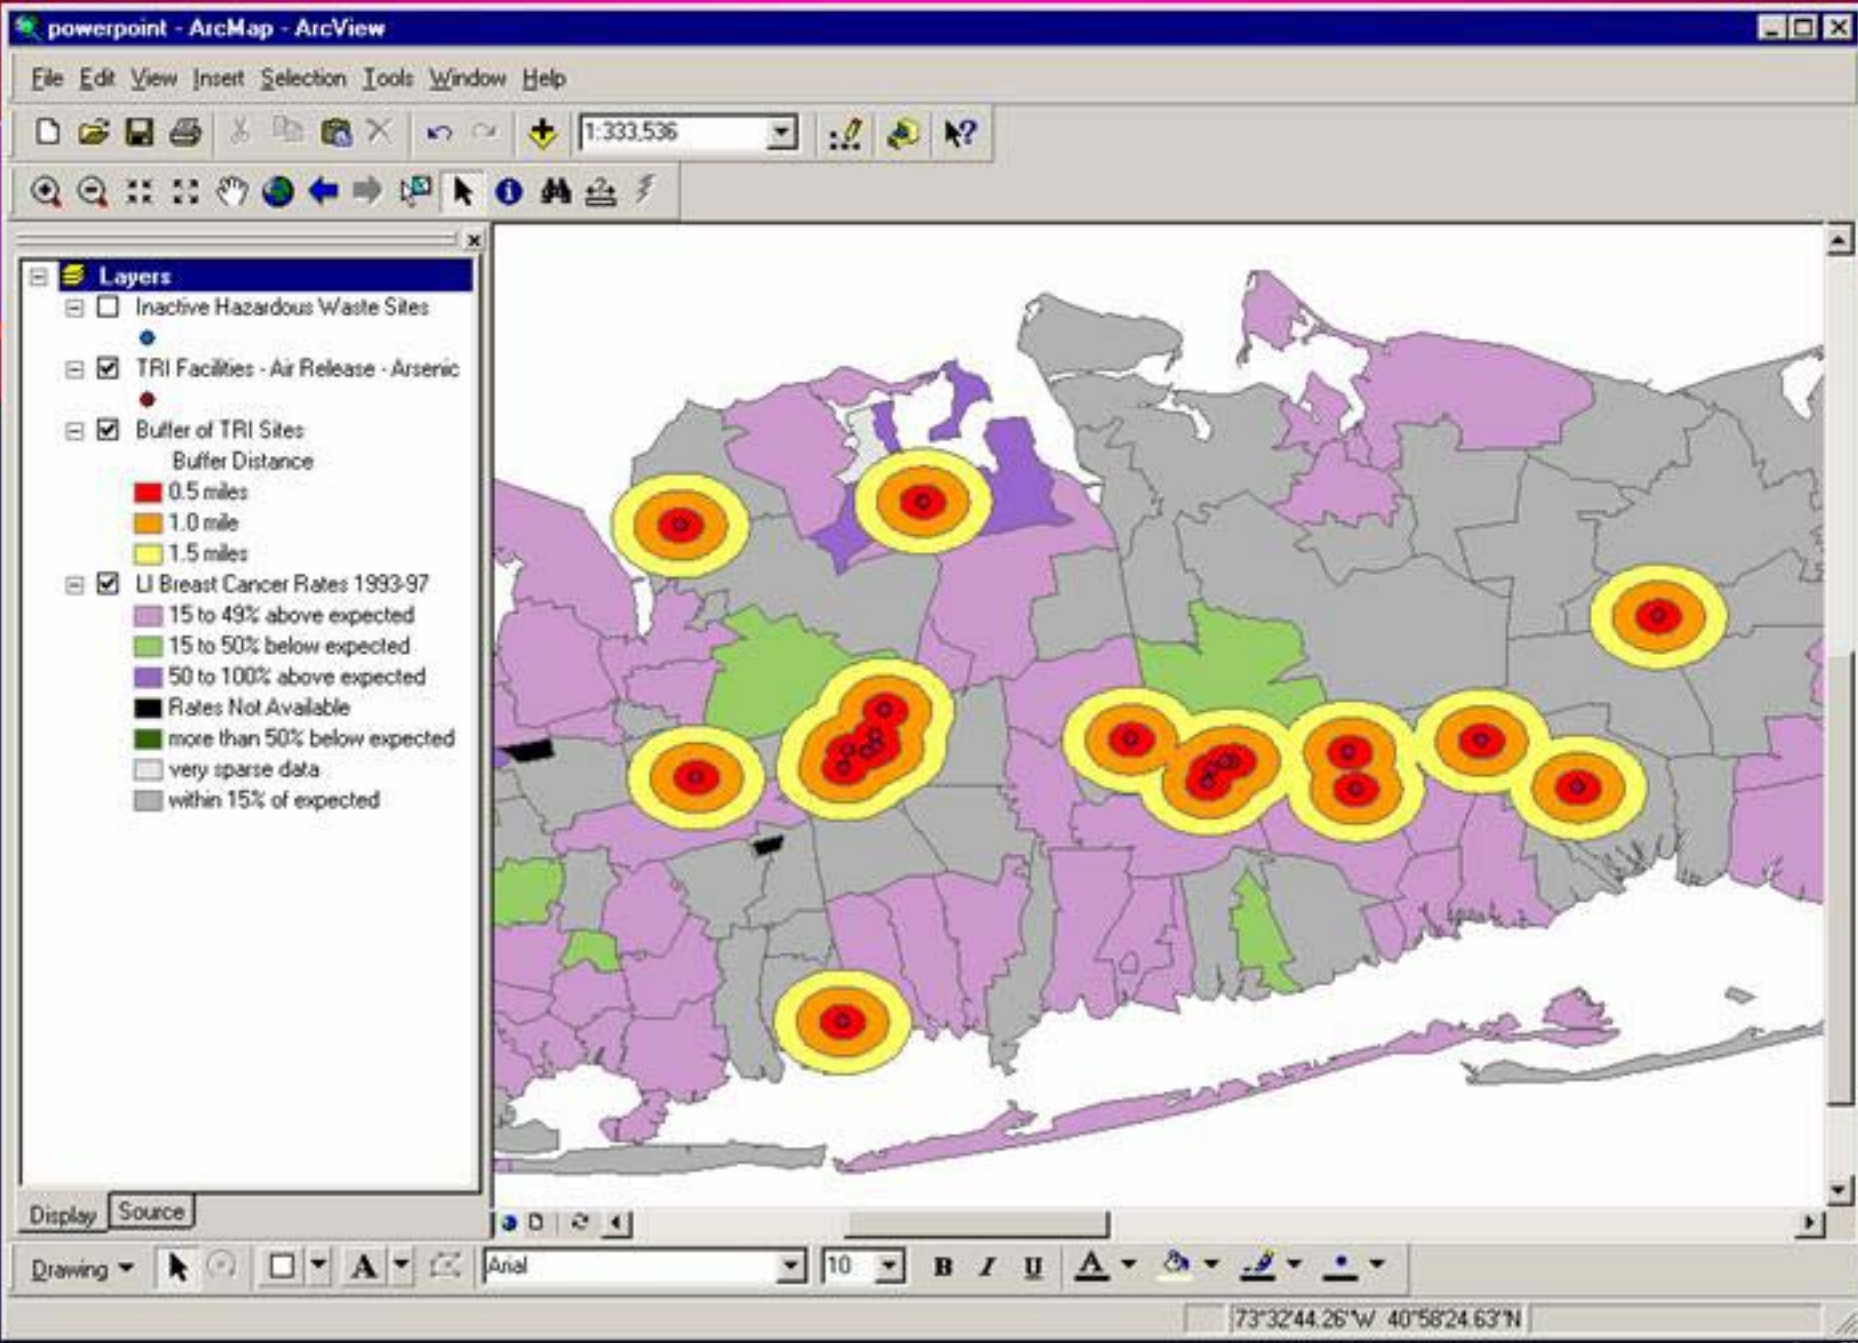 powerpoint - ArcMap - ArcView
File Edit View Insert Selection Tools Window Help
1:333,536
Layers
Inactive Hazardous Waste Sites
TRI Facilities - Air Release - Arsenic
Buffer of TRI Sites
Buffer Distance
0.5 miles
1.0 mile
1.5 miles
LI Breast Cancer Rates 1993-97
15 to 49% above expected
15 to 50% below expected
50 to 100% above expected
Rates Not Available
more than 50% below expected
very sparse data
within 15% of expected
Display Source
Drawing A Arial 10 B I U A
73°32'44.26"W 40°58'24.63"N